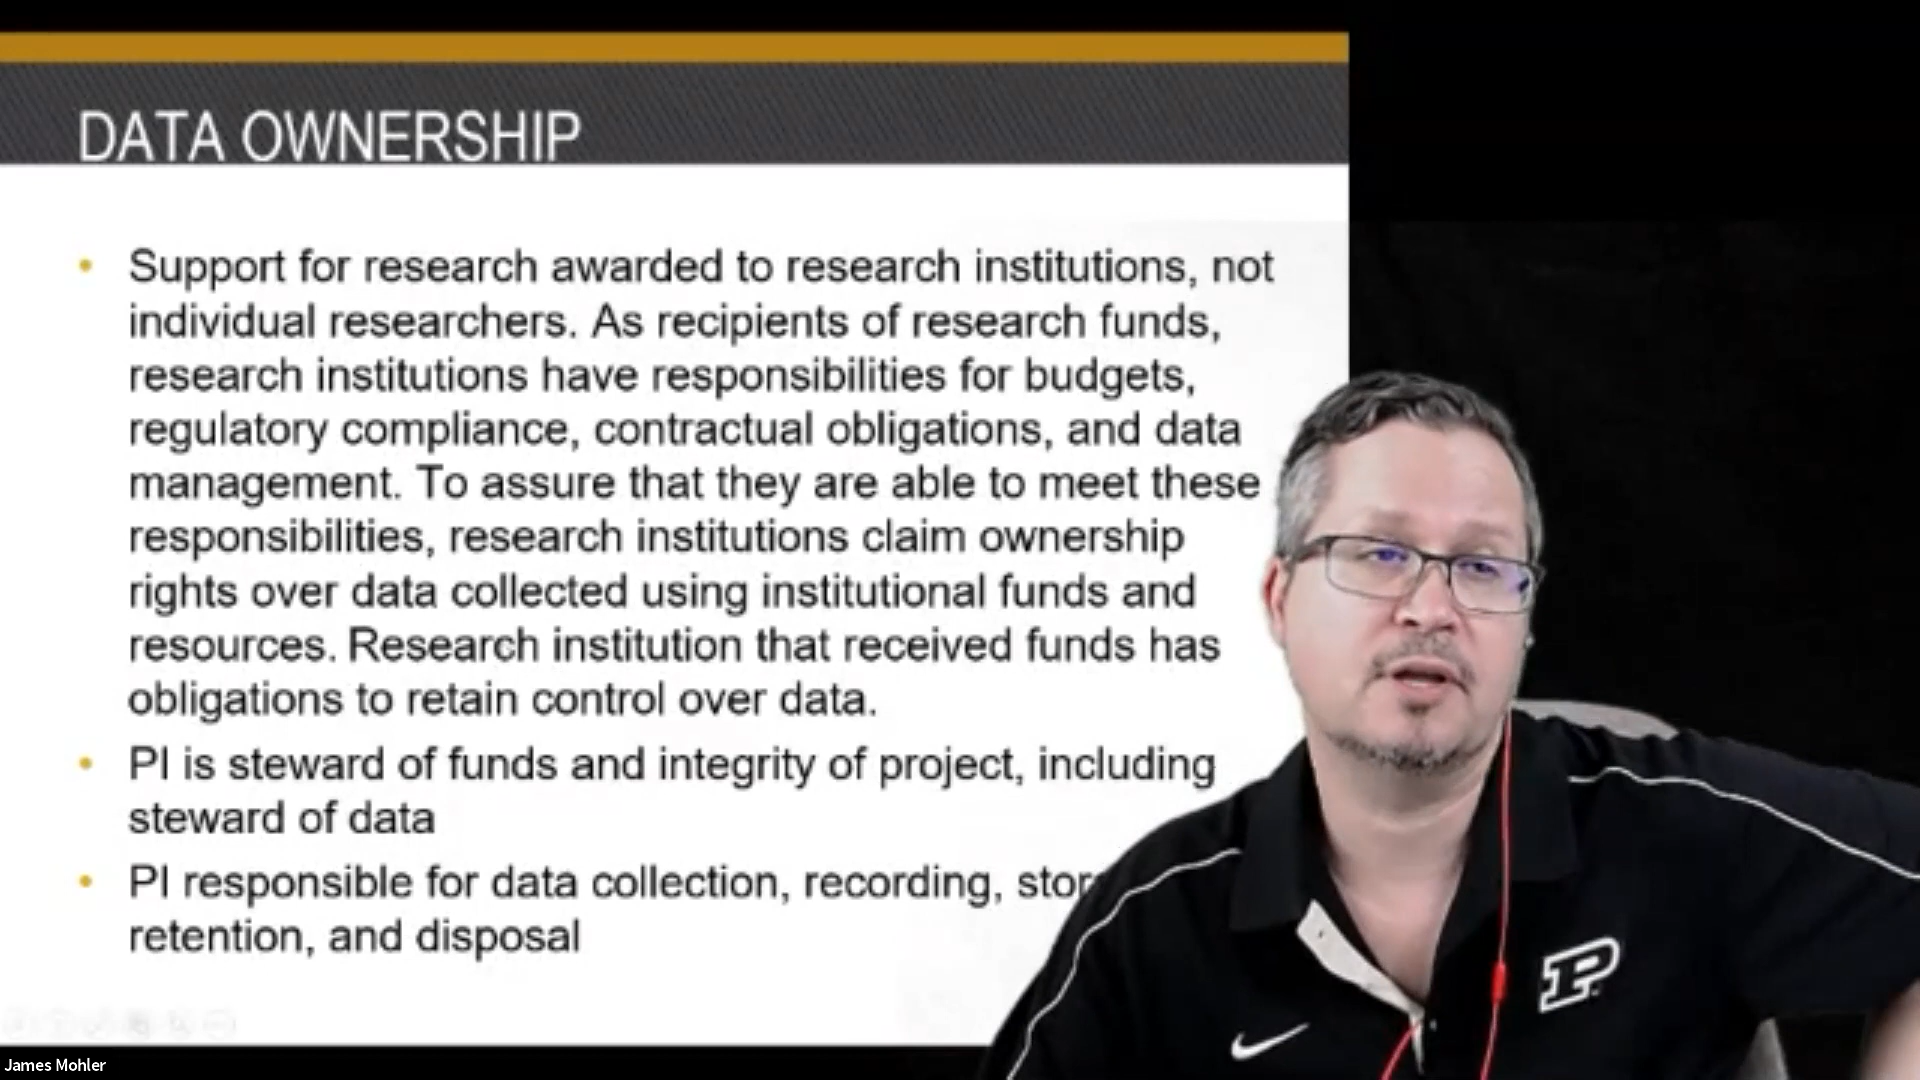 DATA OWNERSHIP
• Support for research awarded to research institutions, not
individual researchers. As recipients of research funds,
research institutions have responsibilities for budgets,
regulatory compliance, contractual obligations, and data
management. To assure that they are able to meet these
responsibilities, research institutions claim ownership
rights over data collected using institutional funds and
resources. Research institution that received funds has
obligations to retain control over data.
• PI is steward of funds and integrity of project, including
steward of data
• PI responsible for data collection, recording,
retention, and disposal
P
James Mohler